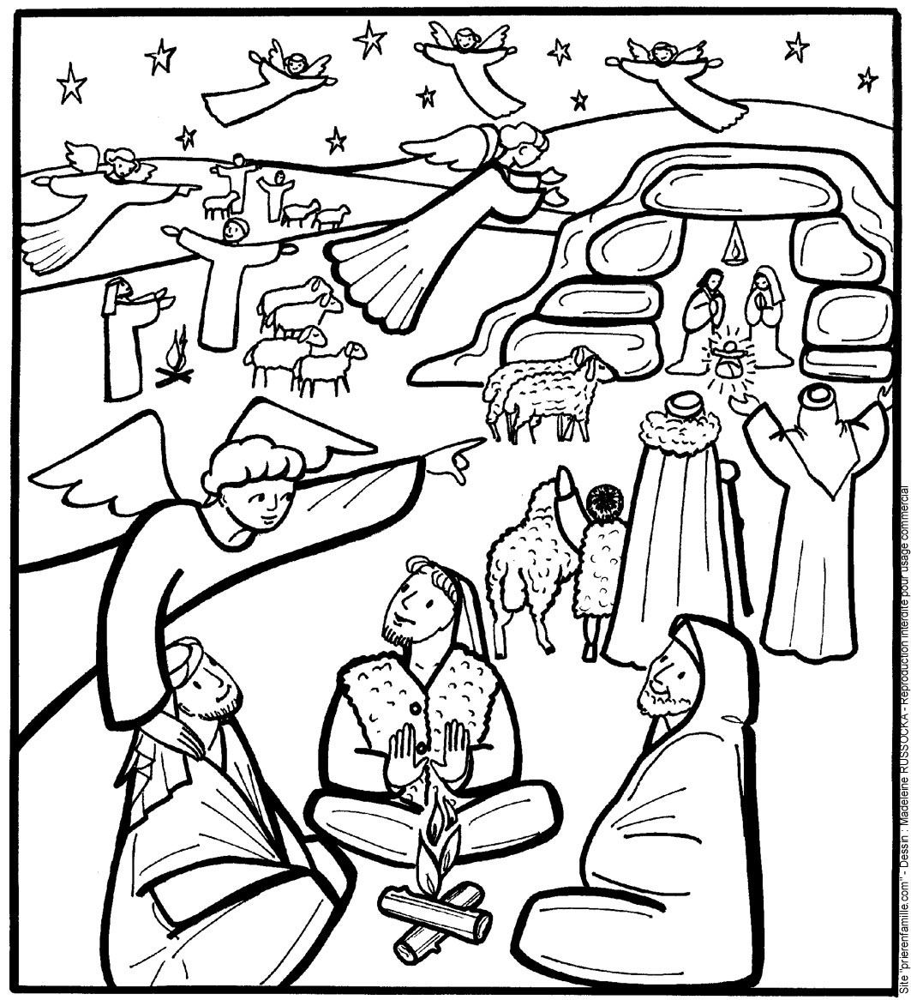 Site "prierenfamille.com" - Dessin : Madeleine RUSSOCKA - Reproduction interdite pour usage commercial